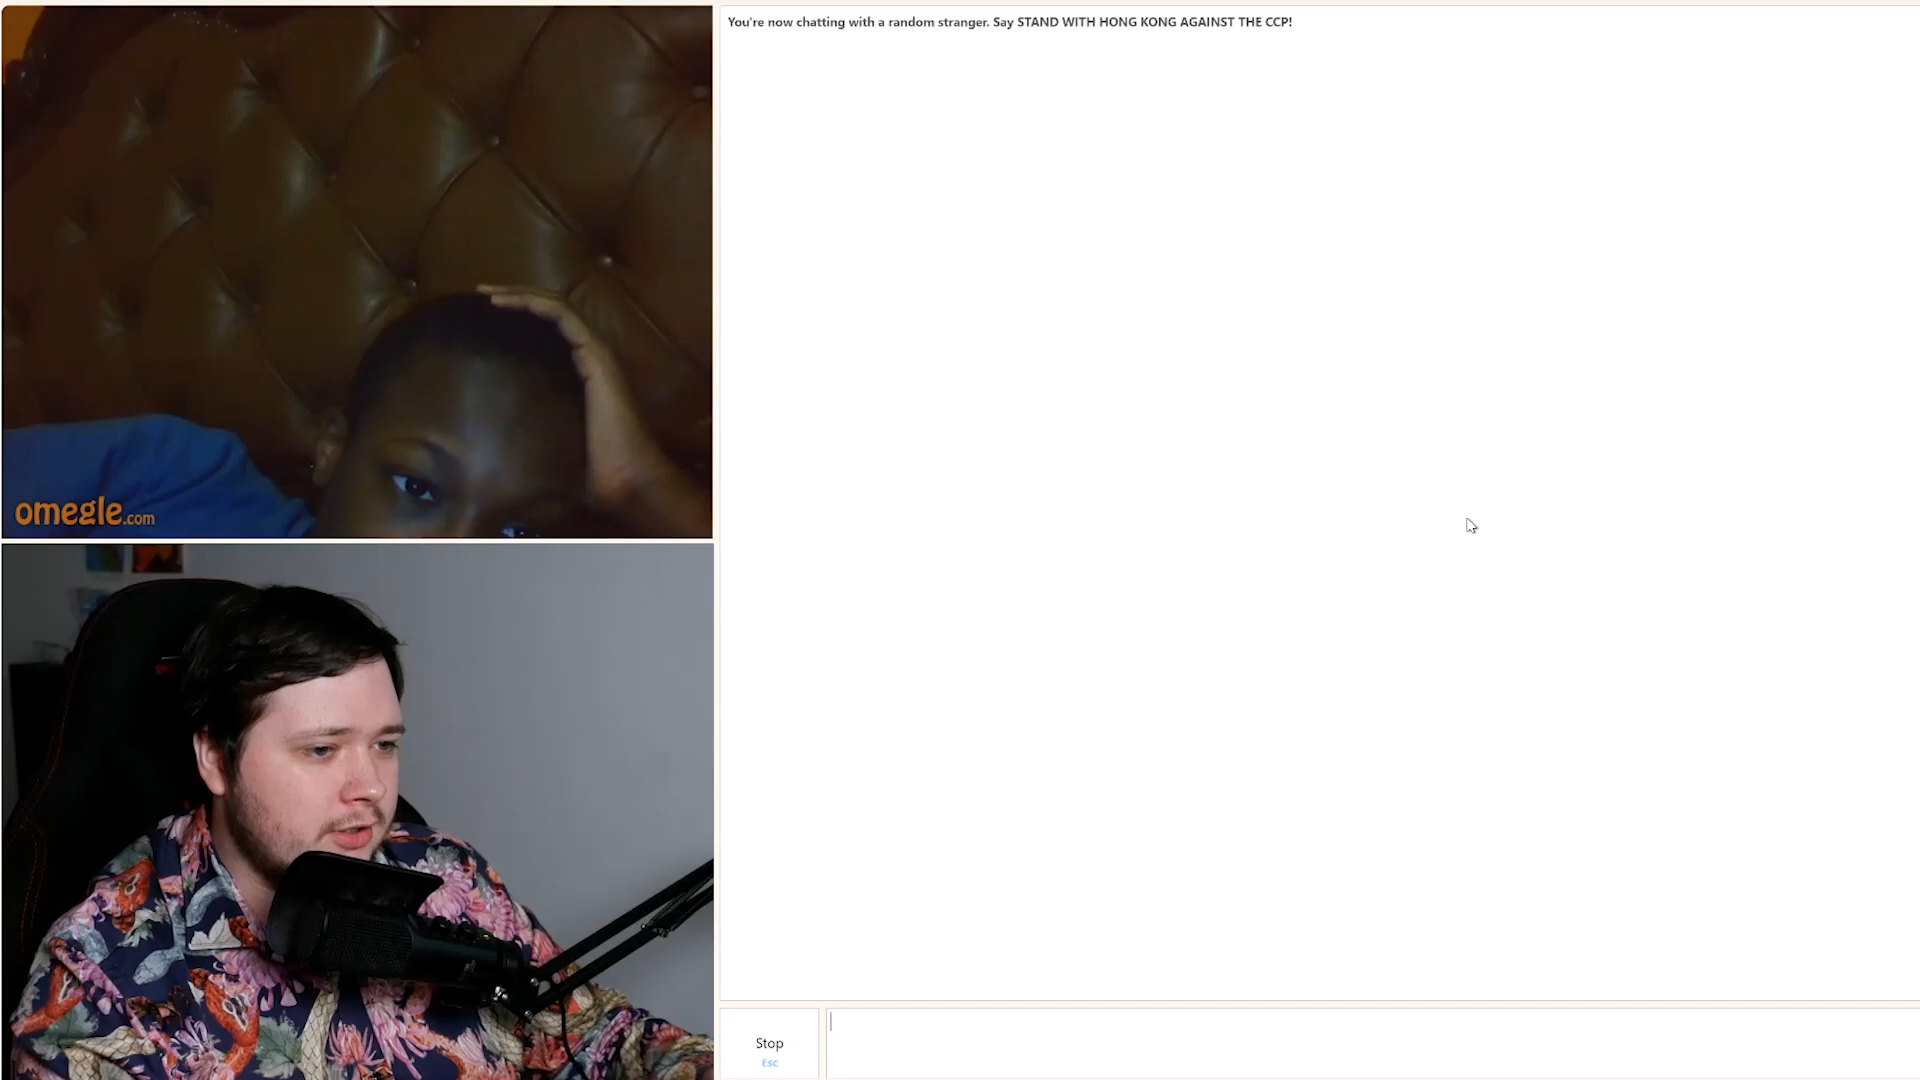 You're now chatting with a random stranger. Say STAND WITH HONG KONG AGAINST THE CCP!
omegle.com
Stop
Esc